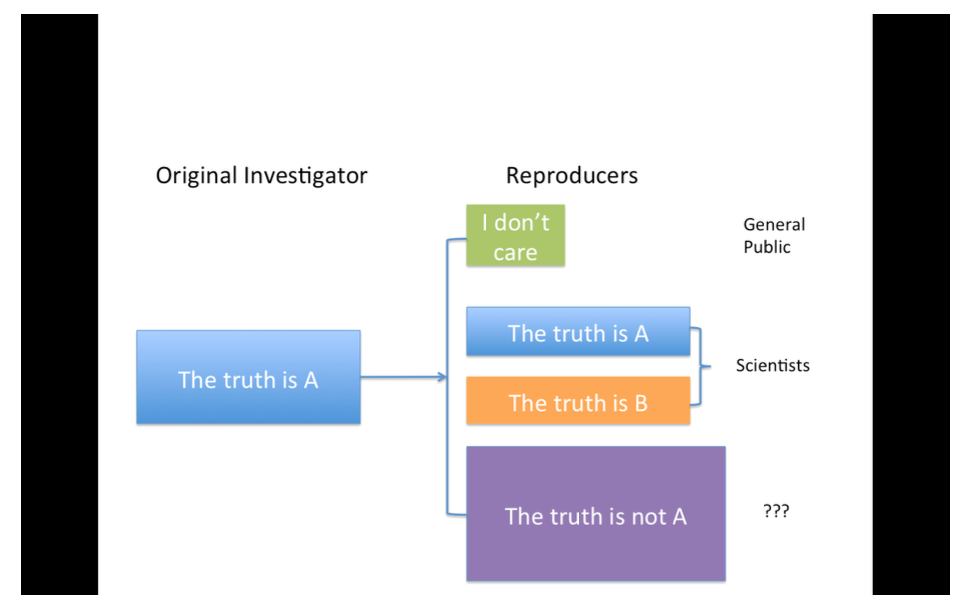 Original Investigator
Reproducers
I don’t
care
General
Public
The truth is A
The truth is A
The truth is B
Scientists
The truth is not A
???